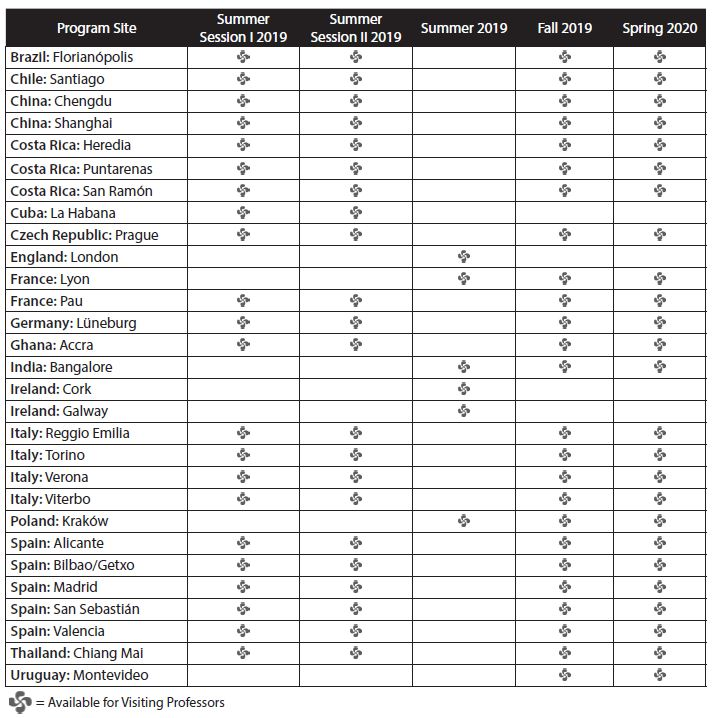 Program Site Summer Session I 2019 Summer Session II 2019 Summer 2019 Fall 2019 Spring 2020
Brazil: Florianópolis
Chile: Santiago
China: Chengdu
China: Shanghai
Costa Rica: Heredia
Costa Rica: Puntarenas
Costa Rica: San Ramón
Cuba: La Habana
Czech Republic: Prague
England: London
France: Lyon
France: Pau
Germany: Lüneburg
Ghana: Accra
India: Bangalore
Ireland: Cork
Ireland: Galway
Italy: Reggio Emilia
Italy: Torino
Italy: Verona
Italy: Viterbo
Poland: Kraków
Spain: Alicante
Spain: Bilbao/Getxo
Spain: Madrid
Spain: San Sebastián
Spain: Valencia
Thailand: Chiang Mai
Uruguay: Montevideo
= Available for Visiting Professors